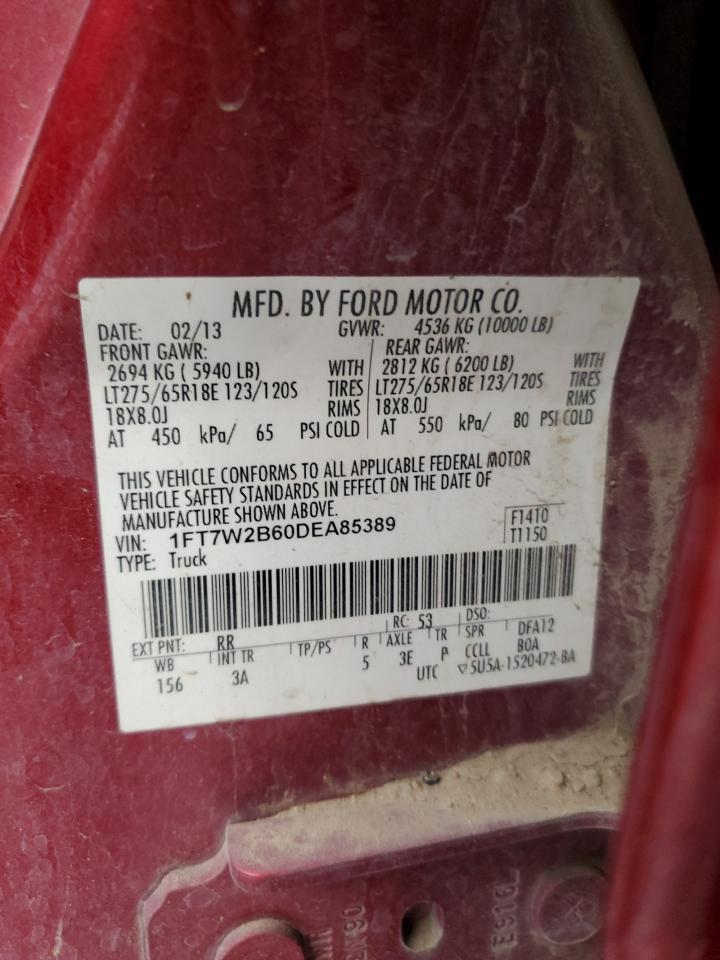 MFD. BY FORD MOTOR CO.
DATE: 02/13 GVWR: 4536 KG (10000 LB)
FRONT GAWR: REAR GAWR:
2694 KG ( 5940 LB) WITH 2812 KG ( 6200 LB) WITH
LT275/65R18E 123/120S TIRES LT275/65R18E 123/120S TIRES
18X8.0J RIMS 18X8.0J RIMS
AT 450 kPa/ 65 PSI COLD AT 550 kPa/ 80 PSI COLD
THIS VEHICLE CONFORMS TO ALL APPLICABLE FEDERAL MOTOR
VEHICLE SAFETY STANDARDS IN EFFECT ON THE DATE OF
MANUFACTURE SHOWN ABOVE.
VIN: 1FT7W2B60DEA85389 F1410
TYPE: Truck T1150
EXT PNT: RR RC: 53 DSO:
WB INT TR TP/PS R AXLE TR SPR DFA12
156 3A 5 3E P CCLL BOA
UTC ▽5U5A-1520472-BA
E916L